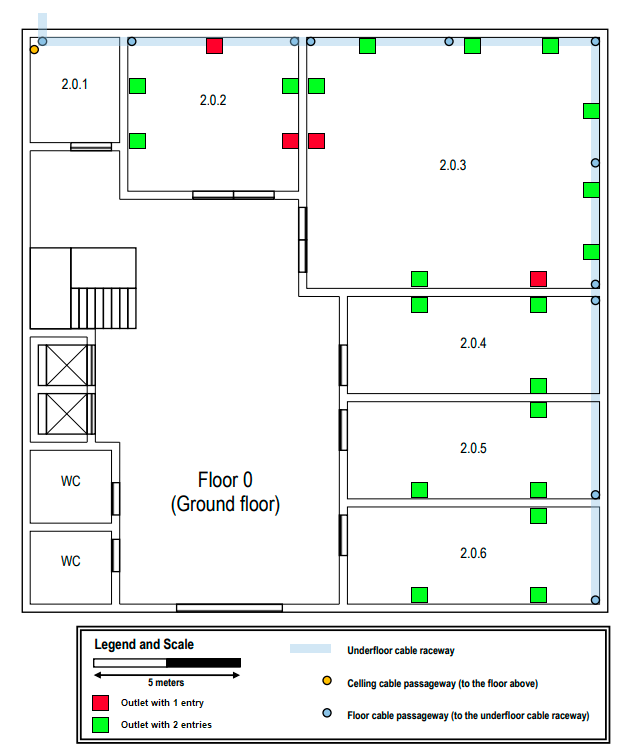 2.0.1
2.0.2
2.0.3
2.0.4
2.0.5
2.0.6
WC
WC
Floor 0
(Ground floor)
Legend and Scale
5 meters
Outlet with 1 entry
Outlet with 2 entries
Underfloor cable raceway
Celling cable passageway (to the floor above)
Floor cable passageway (to the underfloor cable raceway)